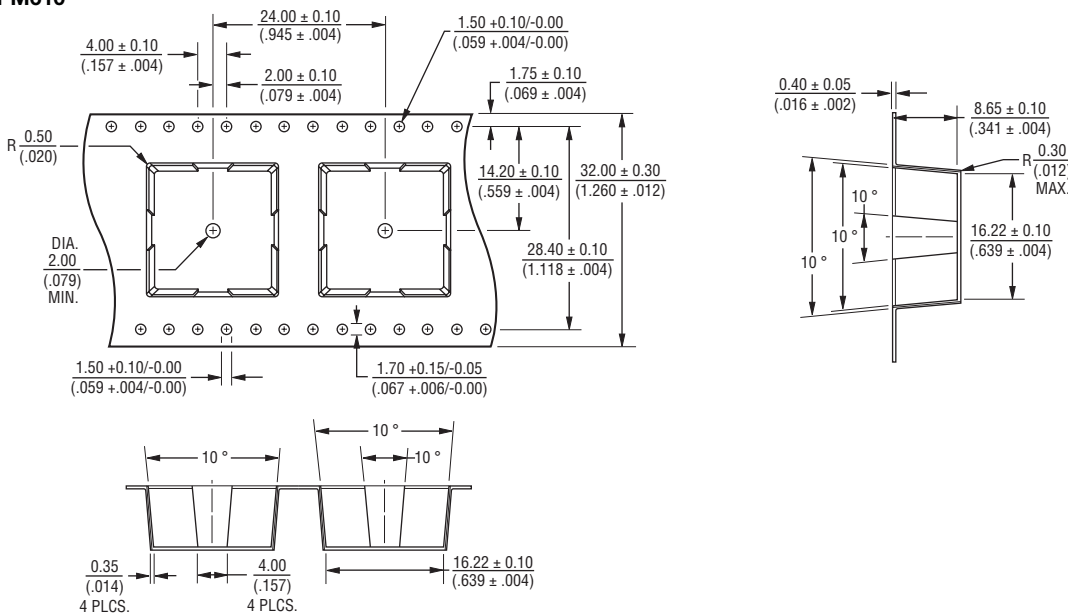 24.00 ± 0.10
(.945 ± .004)
1.50 +0.10/-0.00
(.059 +.004/-0.00)
4.00 ± 0.10
(.157 ± .004)
2.00 ± 0.10
(.079 ± .004)
1.75 ± 0.10
(.069 ± .004)
R 0.50
(.020)
14.20 ± 0.10
(.559 ± .004)
32.00 ± 0.30
(1.260 ± .012)
DIA.
2.00
(.079)
MIN.
28.40 ± 0.10
(1.118 ± .004)
1.50 +0.10/-0.00
(.059 +.004/-0.00)
1.70 +0.15/-0.05
(.067 +.006/-0.00)
0.40 ± 0.05
(.016 ± .002)
8.65 ± 0.10
(.341 ± .004)
R 0.30
(.012)
MAX.
10 °
10 °
10 °
16.22 ± 0.10
(.639 ± .004)
10 °
10 °
10 °
0.35
(.014)
4 PLCS.
4.00
(.157)
4 PLCS.
16.22 ± 0.10
(.639 ± .004)